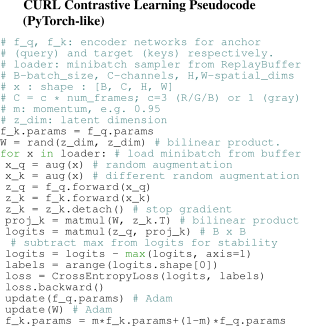 CURL Contrastive Learning Pseudocode
(PyTorch-like)
# f_q, f_k: encoder networks for anchor
# (query) and target (keys) respectively.
# loader: minibatch sampler from ReplayBuffer
# B-batch_size, C-channels, H,W-spatial_dims
# x : shape : [B, C, H, W]
# C = c * num_frames; c=3 (R/G/B) or 1 (gray)
# m: momentum, e.g. 0.95
# z_dim: latent dimension
f_k.params = f_q.params
W = rand(z_dim, z_dim) # bilinear product.
for x in loader: # load minibatch from buffer
x_q = aug(x) # random augmentation
x_k = aug(x) # different random augmentation
z_q = f_q.forward(x_q)
z_k = f_k.forward(x_k)
z_k = z_k.detach() # stop gradient
proj_k = matmul(W, z_k.T) # bilinear product
logits = matmul(z_q, proj_k) # B x B
# subtract max from logits for stability
logits = logits - max(logits, axis=1)
labels = arange(logits.shape[0])
loss = CrossEntropyLoss(logits, labels)
loss.backward()
update(f_q.params) # Adam
update(W) # Adam
f_k.params = m*f_k.params+(1-m)*f_q.params